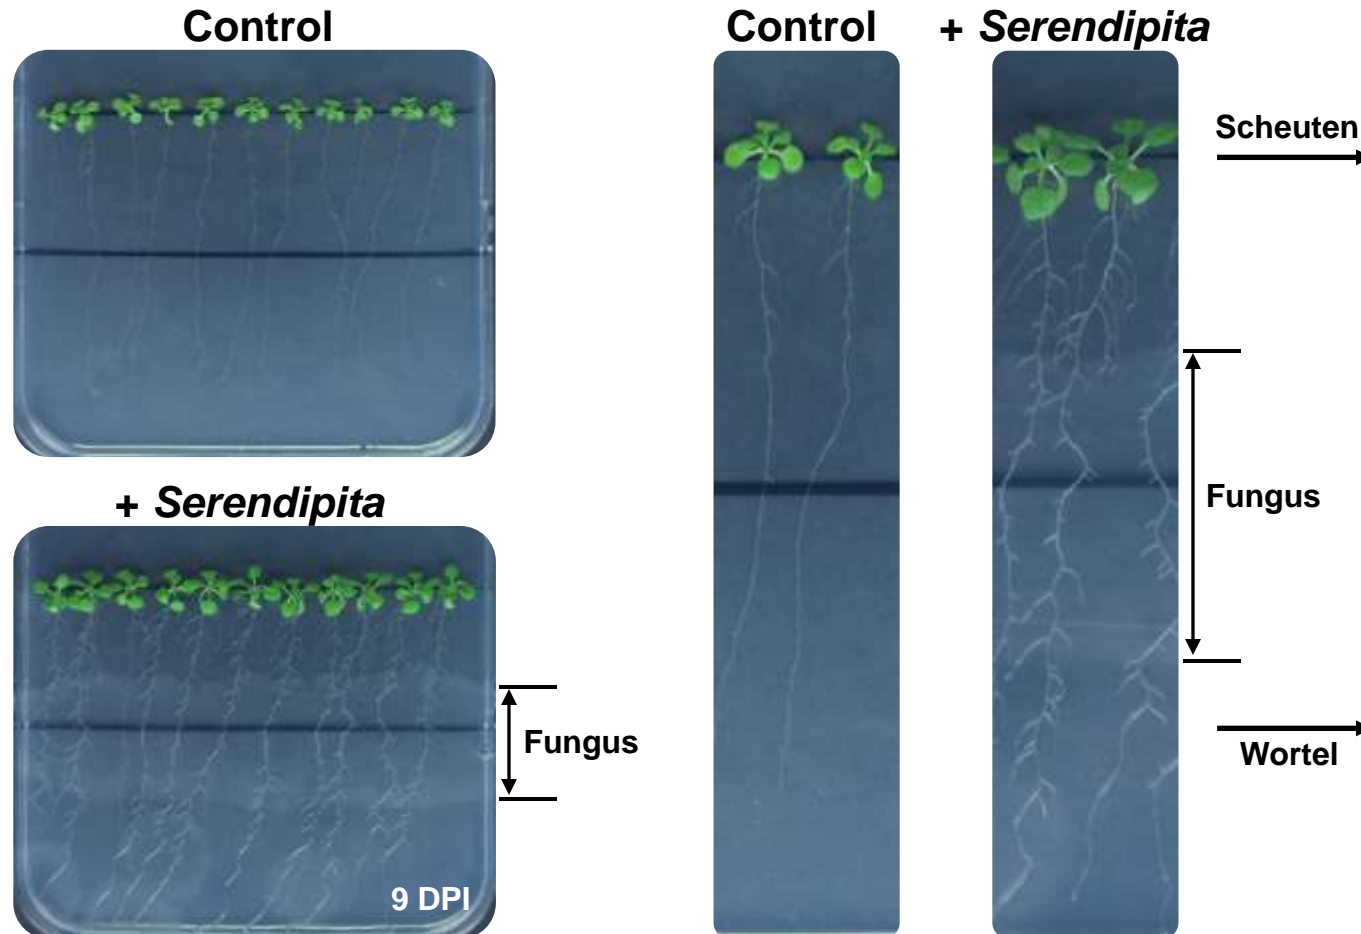 Control
+ Serendipita
Fungus
9 DPI
Control
+ Serendipita
Scheuten
Fungus
Wortel